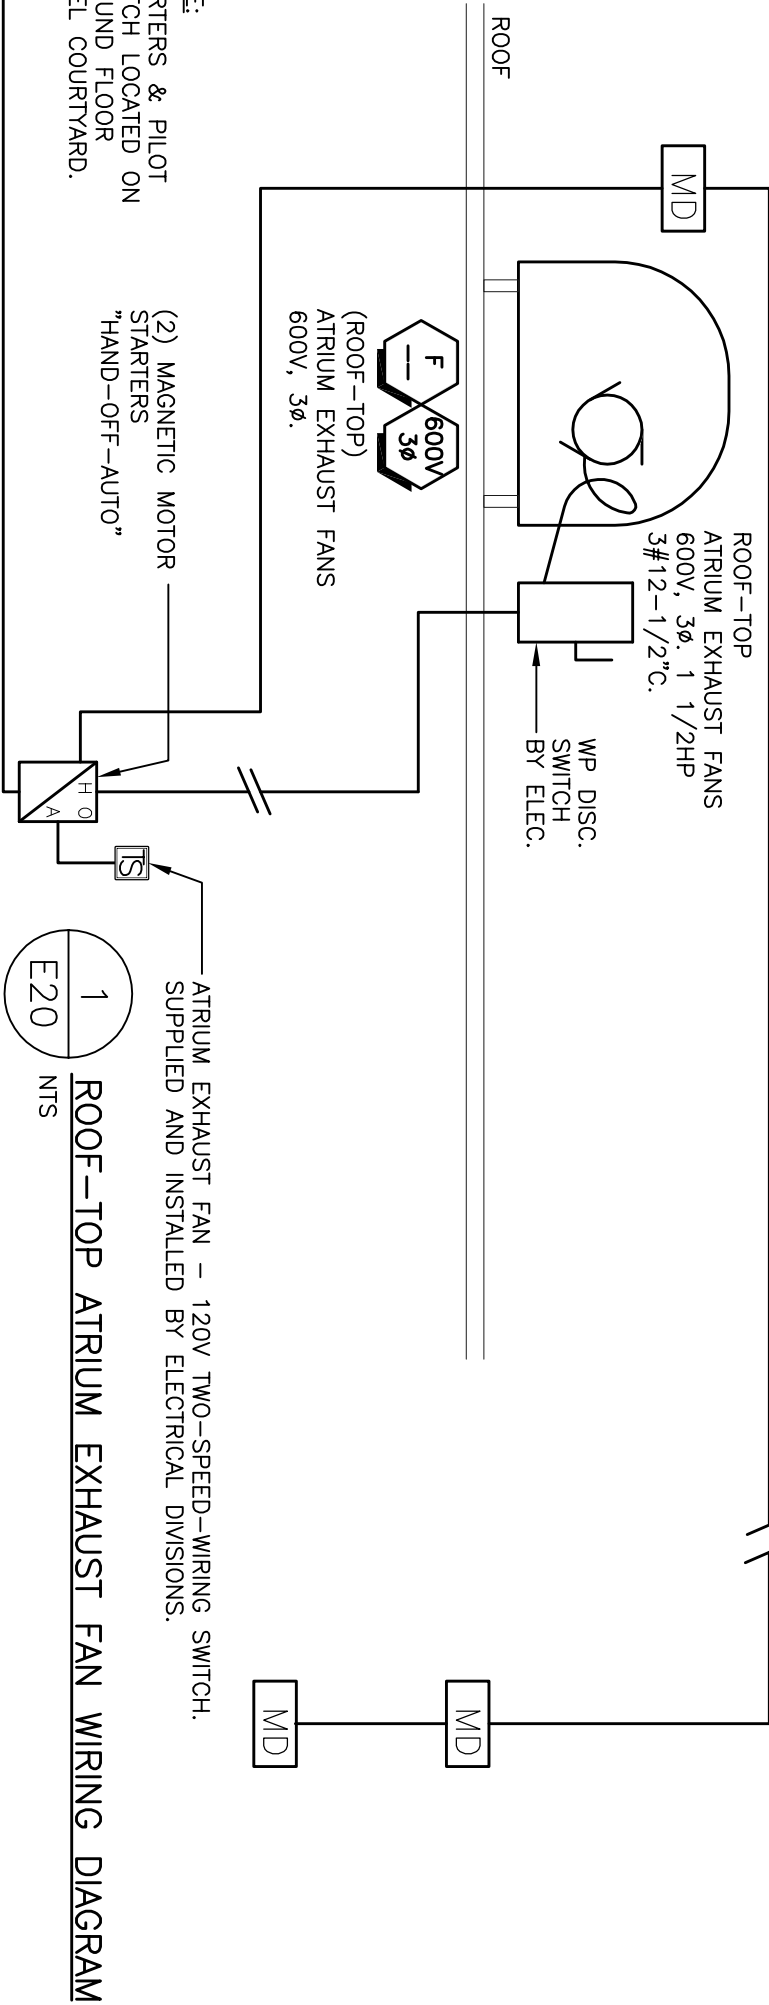 ROOF
MD
ROOF-TOP
ATRIUM EXHAUST FANS
600V, 3ø. 1 1/2HP
3#12-1/2"C.
WP DISC.
SWITCH
BY ELEC.
F
--
600V
3ø
(ROOF-TOP)
ATRIUM EXHAUST FANS
600V, 3ø.
E:
RTERS & PILOT
TCH LOCATED ON
UND FLOOR
EL COURTYARD.
(2) MAGNETIC MOTOR
STARTERS
"HAND-OFF-AUTO"
H O
A
TS
ATRIUM EXHAUST FAN - 120V TWO-SPEED-WIRING SWITCH.
SUPPLIED AND INSTALLED BY ELECTRICAL DIVISIONS.
MD
MD
1
E20
ROOF-TOP ATRIUM EXHAUST FAN WIRING DIAGRAM
NTS